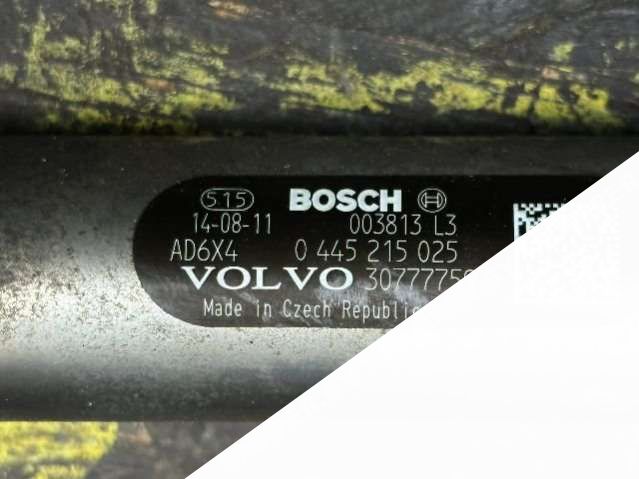 515 BOSCH
14-08-11 003813 L3
AD6X4 0 445 215 025
VOLVO
Made in Czech